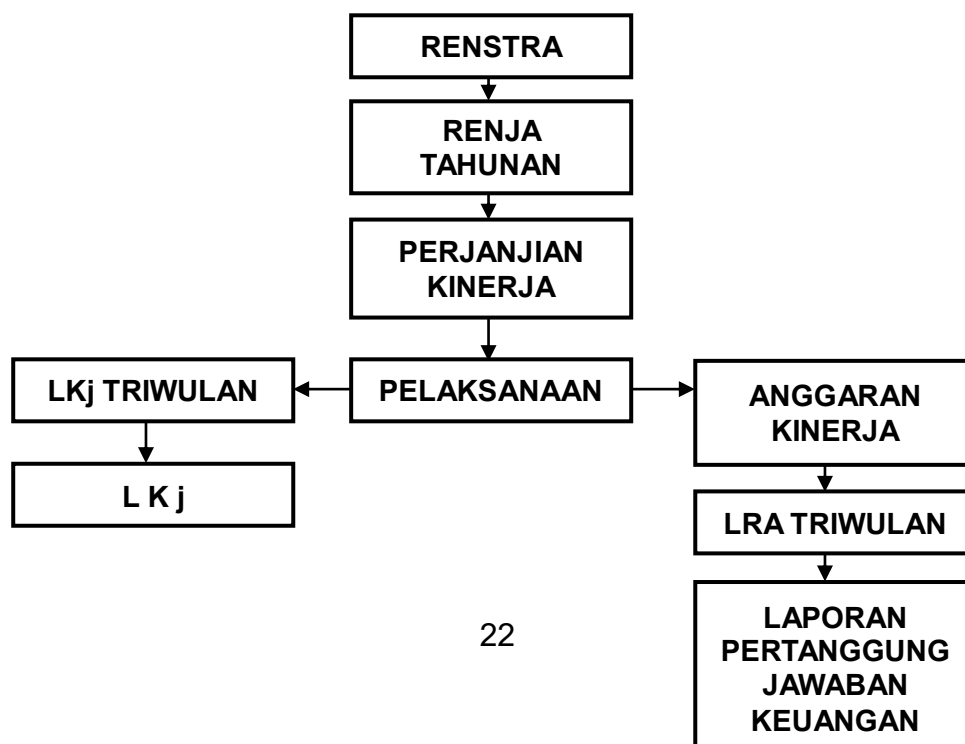 RENSTRA
RENJA
TAHUNAN
PERJANJIAN
KINERJA
LKj TRIWULAN
PELAKSANAAN
ANGGARAN
KINERJA
L K j
LRA TRIWULAN
LAPORAN
PERTANGGUNG
JAWABAN
KEUANGAN
22